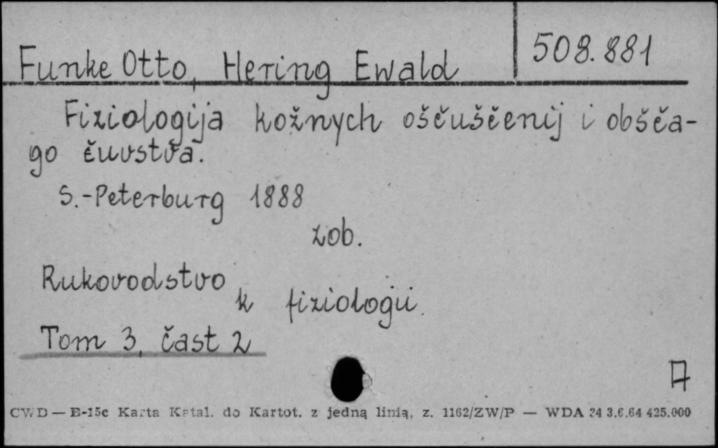 Funke Otto, Hering Ewald
508.881
Fiziologija kožnych oščuščenij i obšča-
go čuvstva.
S.-Peterburg 1888
zob.
Rukovodstvo
k fiziologii.
Tom 3, čast 2
CWD — E-15c Karta Katal. do Kartot. z jedną linią, z. 1162/ZW/P — WDA 24 3.6.64 425.000